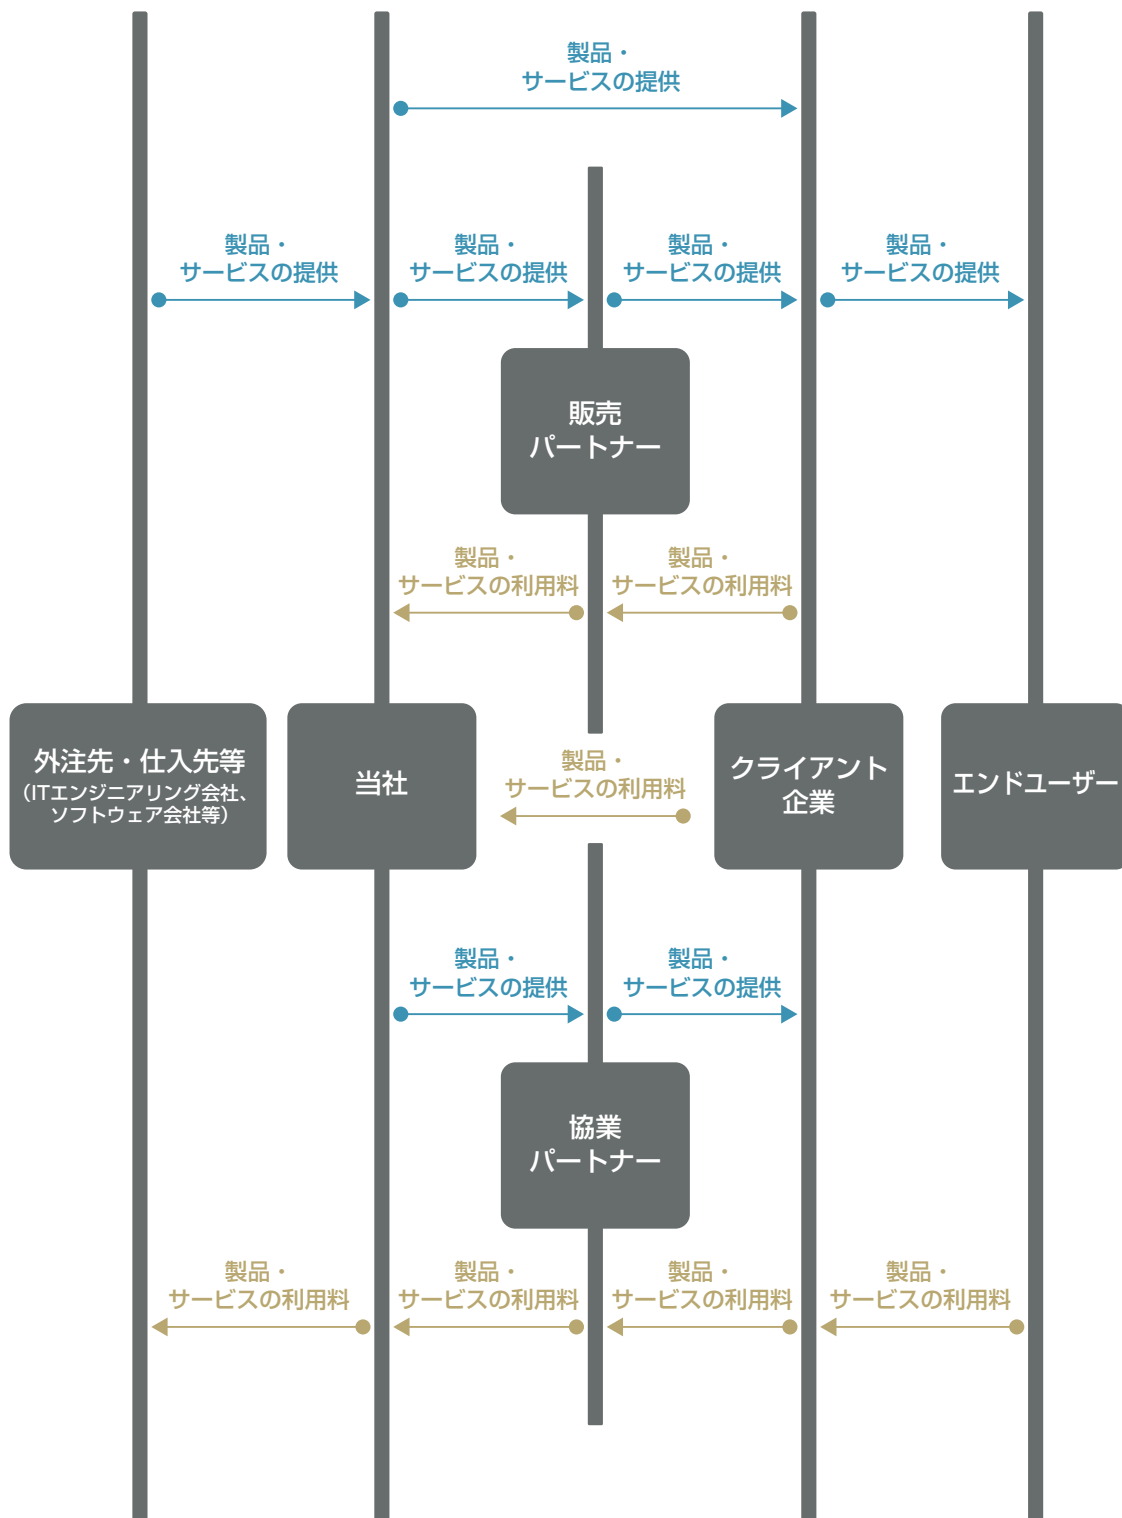 製品・
サービスの提供
製品・
サービスの提供
製品・
サービスの提供
製品・
サービスの提供
製品・
サービスの提供
販売
パートナー
製品・
サービスの利用料
製品・
サービスの利用料
外注先・仕入先等
（ITエンジニアリング会社、
ソフトウェア会社等）
当社
製品・
サービスの利用料
クライアント
企業
エンドユーザー
製品・
サービスの提供
製品・
サービスの提供
協業
パートナー
製品・
サービスの利用料
製品・
サービスの利用料
製品・
サービスの利用料
製品・
サービスの利用料